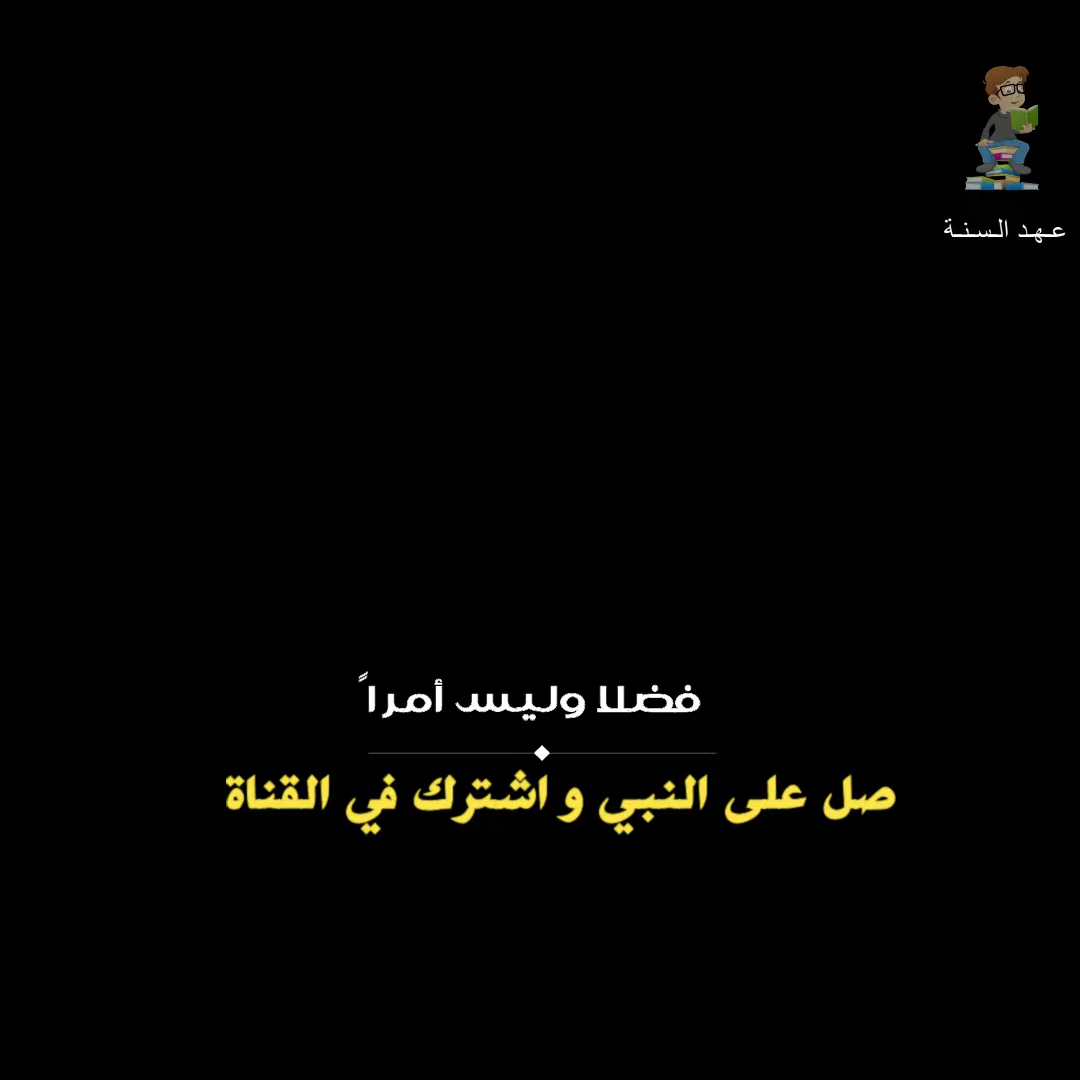 عـهـد الـسـنـة
فضلا وليس أمراً
صل على النبي و اشترك في القناة